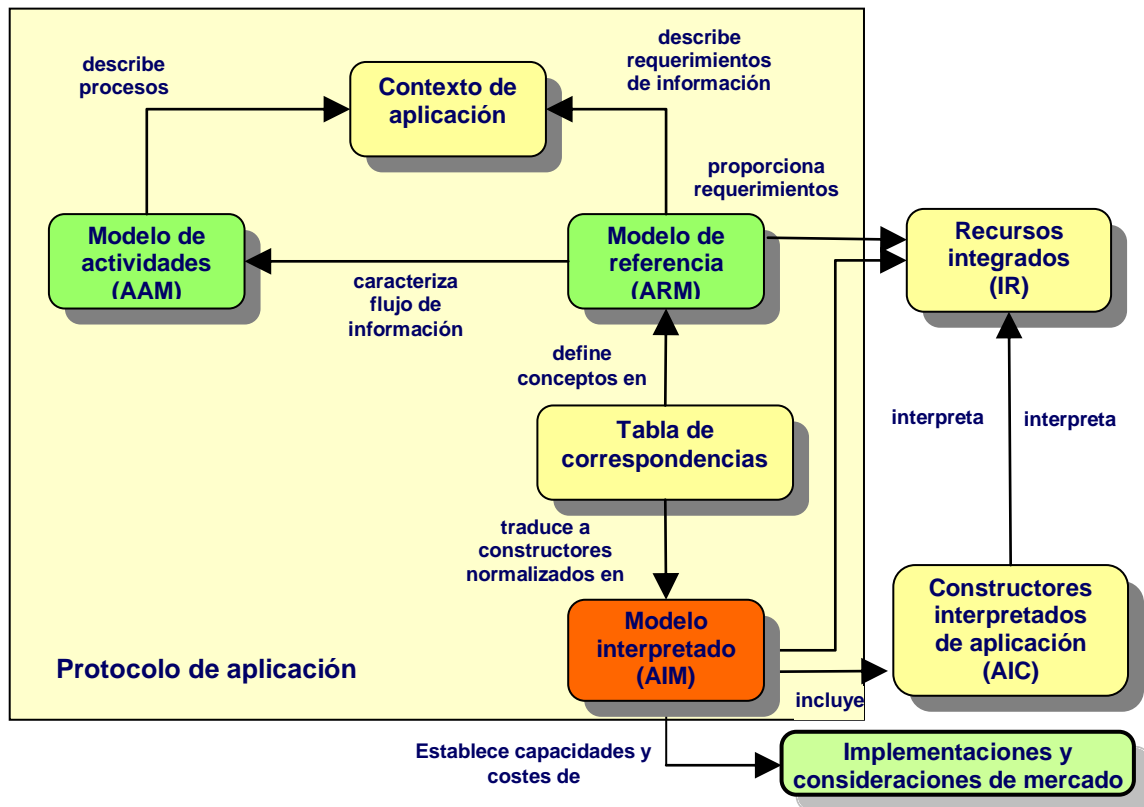 describe
procesos
Contexto de
aplicación
describe
requerimientos
de información
proporciona
requerimientos
Modelo de
actividades
(AAM)
caracteriza
flujo de
información
Modelo de
referencia
(ARM)
Recursos
integrados
(IR)
define
conceptos en
Tabla de
correspondencias
interpreta
interpreta
traduce a
constructores
normalizados en
Modelo
interpretado
(AIM)
Constructores
interpretados
de aplicación
(AIC)
Protocolo de aplicación
incluye
Establece capacidades y
costes de
Implementaciones y
consideraciones de mercado